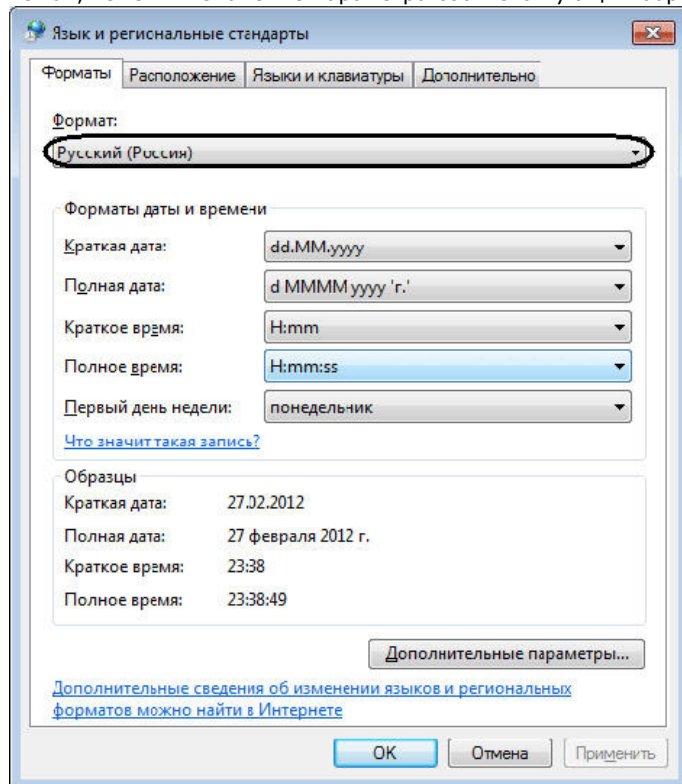 Язык и региональные стандарты
Форматы Расположение Языки и клавиатуры Дополнительно
Формат:
Русский (Россия)
Форматы даты и времени
Краткая дата: dd.MM.yyyy
Полная дата: d MMMM yyyy 'г.'
Краткое время: H:mm
Полное время: H:mm:ss
Первый день недели: понедельник
Что значит такая запись?
Образцы
Краткая дата: 27.02.2012
Полная дата: 27 февраля 2012 г.
Краткое время: 23:38
Полное время: 23:38:49
Дополнительные параметры...
Дополнительные сведения об изменении языков и региональных
форматов можно найти в Интернете
OK Отмена Применить